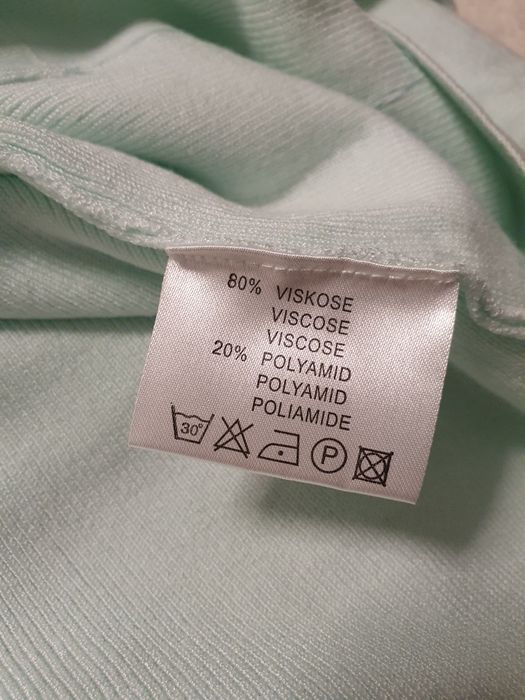 80% VISKOSE
VISCOSE
VISCOSE
20% POLYAMID
POLYAMID
POLIAMIDE
30° P